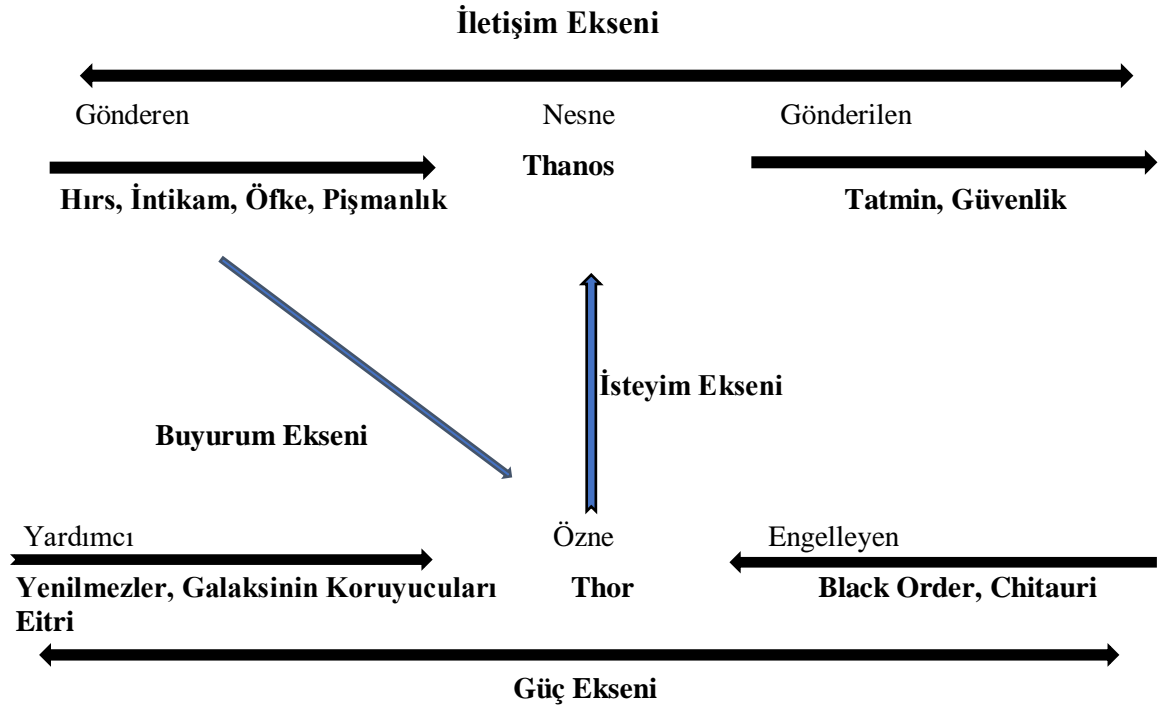 İletişim Ekseni
Gönderen Nesne Gönderilen
Thanos
Hırs, İntikam, Öfke, Pişmanlık Tatmin, Güvenlik
İsteyim Ekseni
Buyurum Ekseni
Yardımcı Özne Engelleyen
Yenilmezler, Galaksinin Koruyucuları Thor Black Order, Chitauri
Eitri
Güç Ekseni